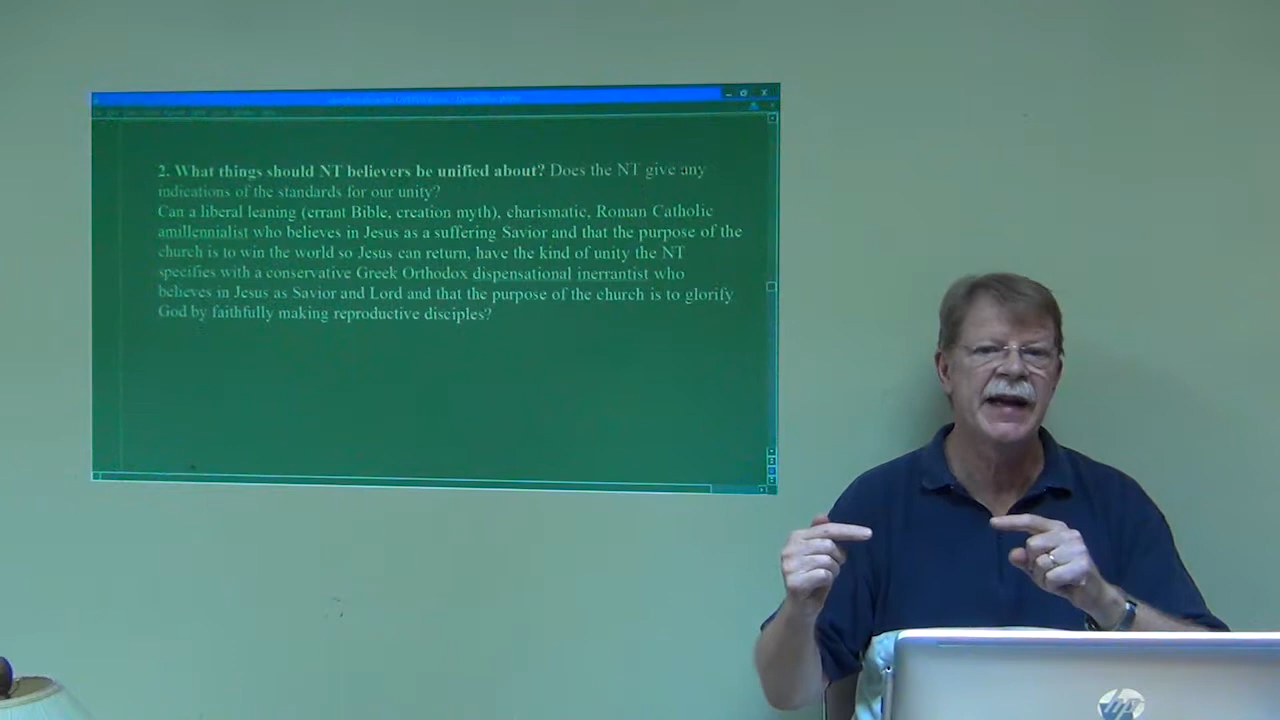 2. What things should NT believers be unified about? Does the NT give any
indications of the standards for our unity?
Can a liberal leaning (errant Bible, creation myth), charismatic, Roman Catholic
amillennialist who believes in Jesus as a suffering Savior and that the purpose of the
church is to win the world so Jesus can return, have the kind of unity the NT
specifies with a conservative Greek Orthodox dispensational inerrantist who
believes in Jesus as Savior and Lord and that the purpose of the church is to glorify
God by faithfully making reproductive disciples?
hp